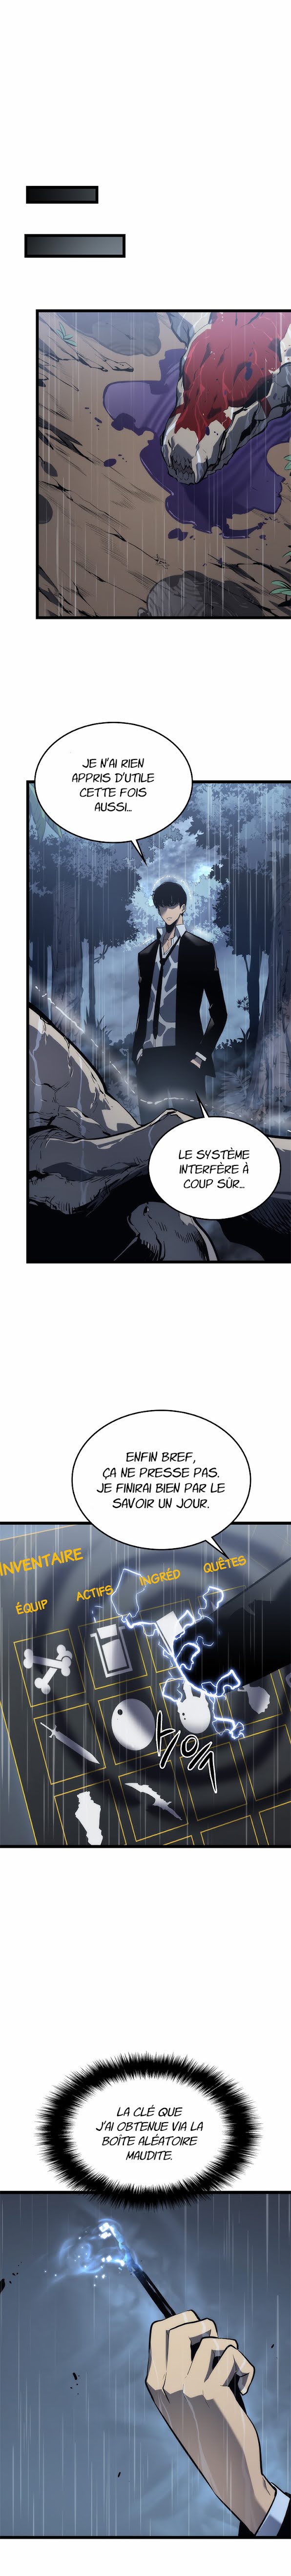 JE N'AI RIEN
APPRIS D'UTILE
CETTE FOIS
AUSSI...
LE SYSTÈME
INTERFÈRE À
COUP SÛR...
ENFIN BREF,
ÇA NE PRESSE PAS.
JE FINIRAI BIEN PAR LE
SAVOIR UN JOUR.
INVENTAIRE
ÉQUIP ACTIFS INGRÉD QUÊTES
LA CLÉ QUE
J'AI OBTENUE VIA LA
BOÎTE ALÉATOIRE
MAUDITE.